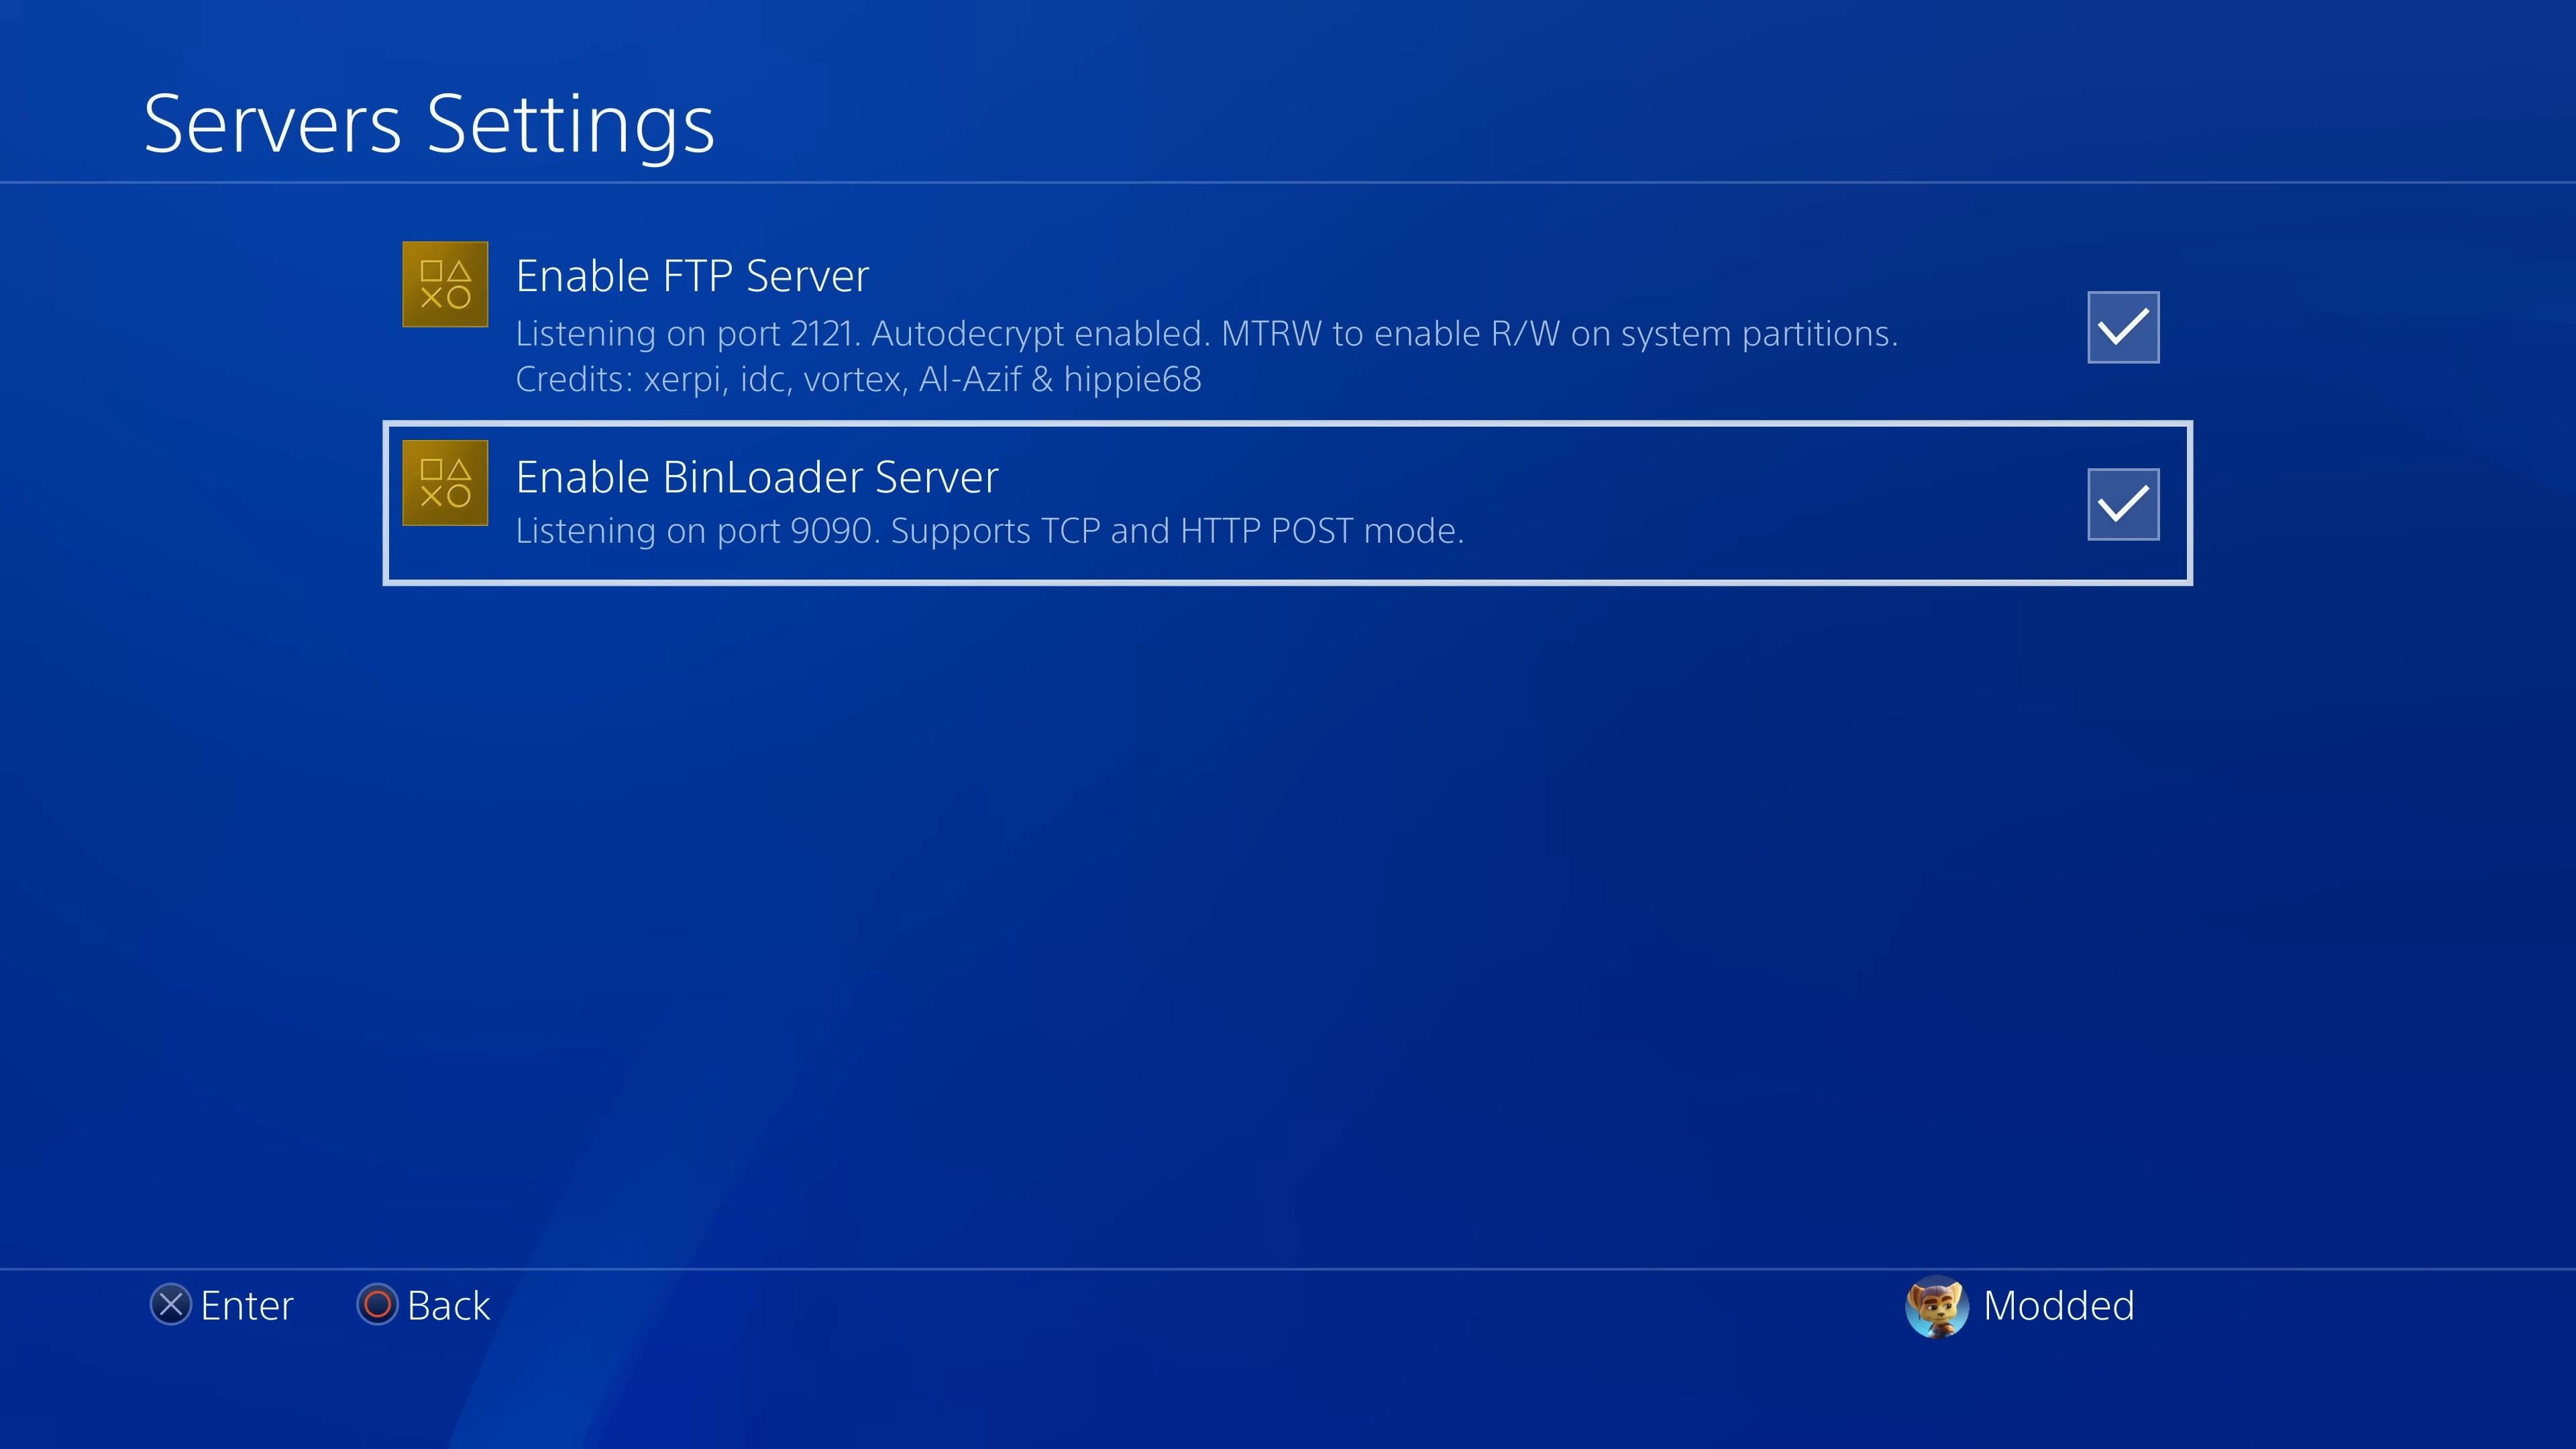 Servers Settings
Enable FTP Server
Listening on port 2121. Autodecrypt enabled. MTRW to enable R/W on system partitions.
Credits: xerpi, idc, vortex, Al-Azif & hippie68
Enable BinLoader Server
Listening on port 9090. Supports TCP and HTTP POST mode.
Enter Back Modded